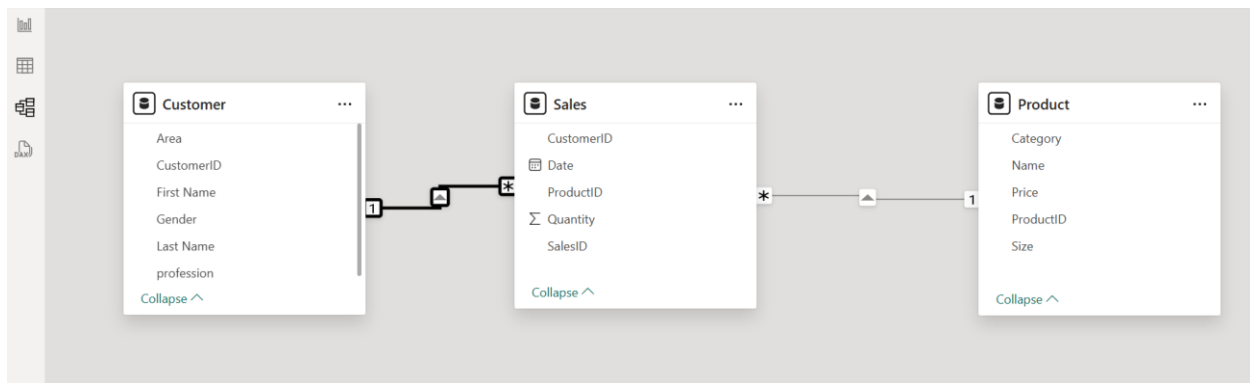 Customer
...
Area
CustomerID
First Name
Gender
Last Name
profession
Collapse
1
*
Sales
...
CustomerID
Date
ProductID
Σ Quantity
SalesID
Collapse
*
1
Product
...
Category
Name
Price
ProductID
Size
Collapse
DAX